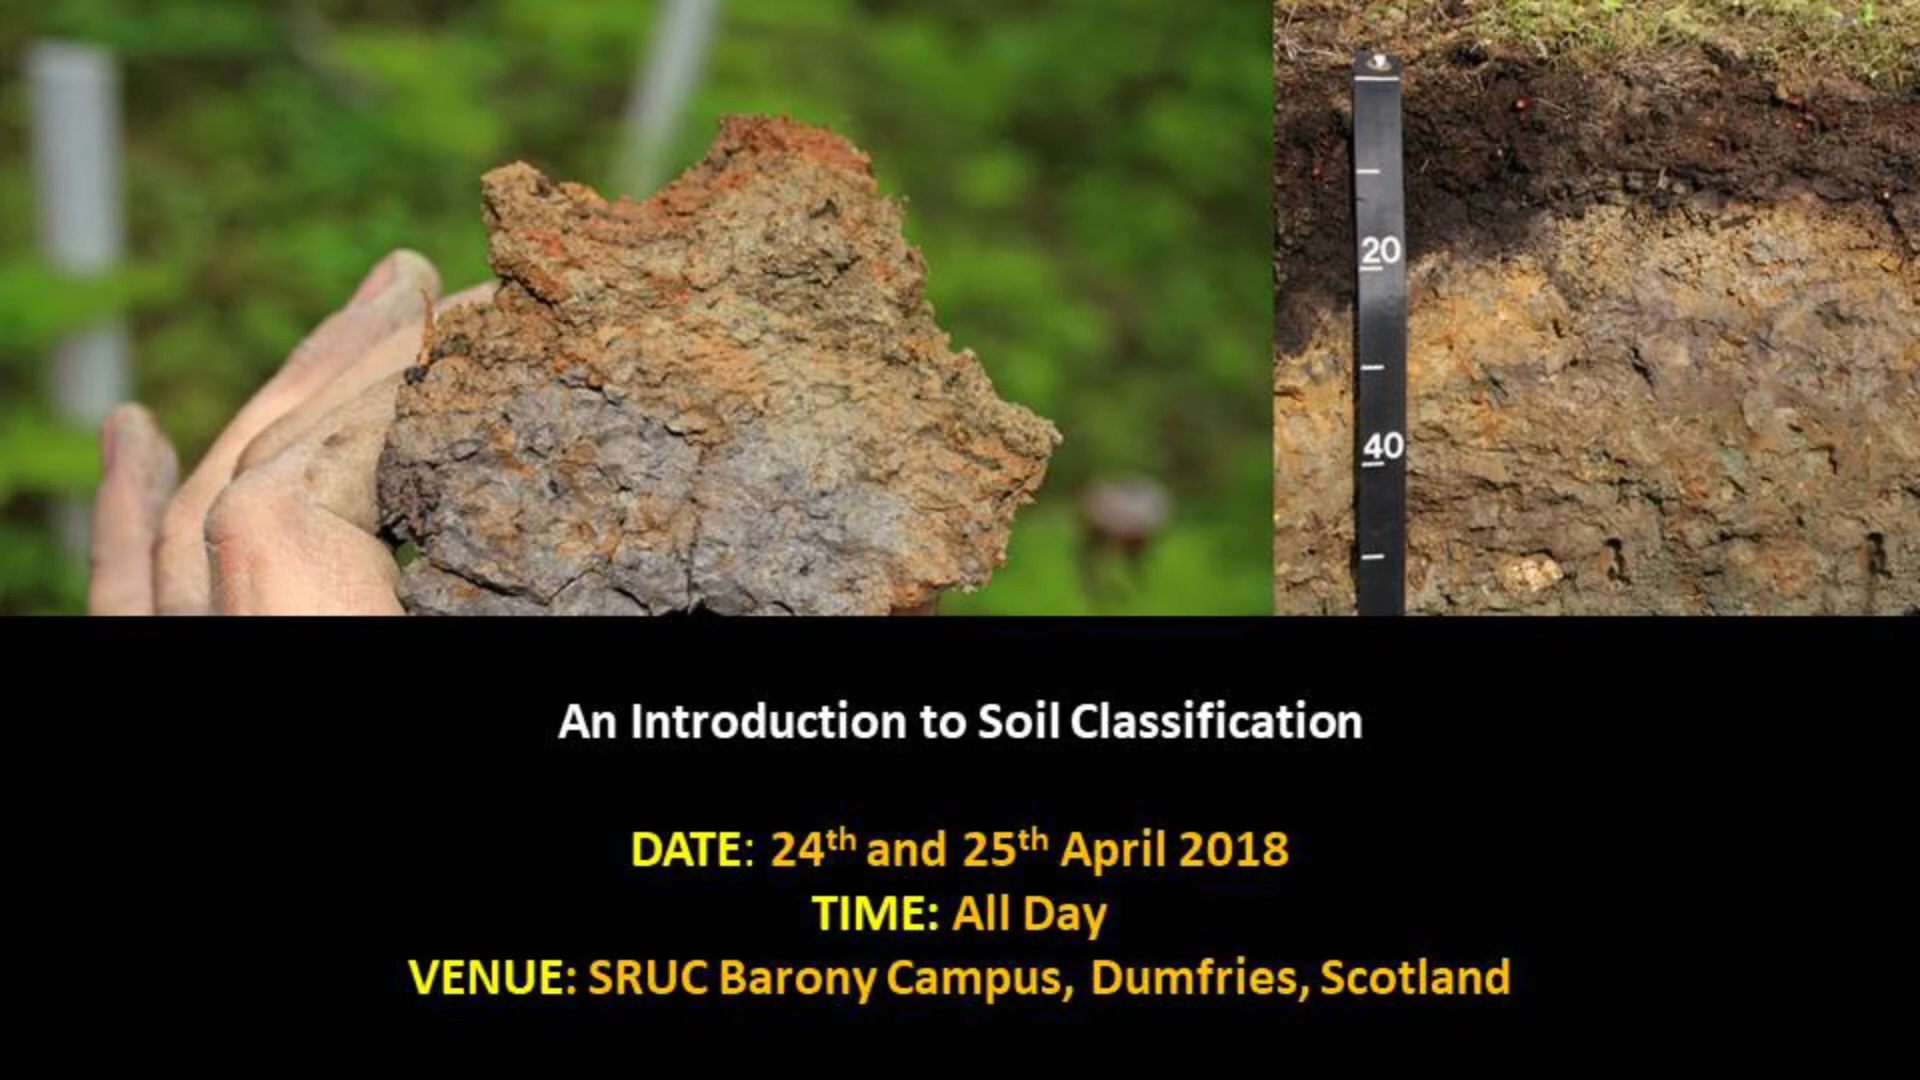 20
40
An Introduction to Soil Classification
DATE: 24th and 25th April 2018
TIME: All Day
VENUE: SRUC Barony Campus, Dumfries, Scotland